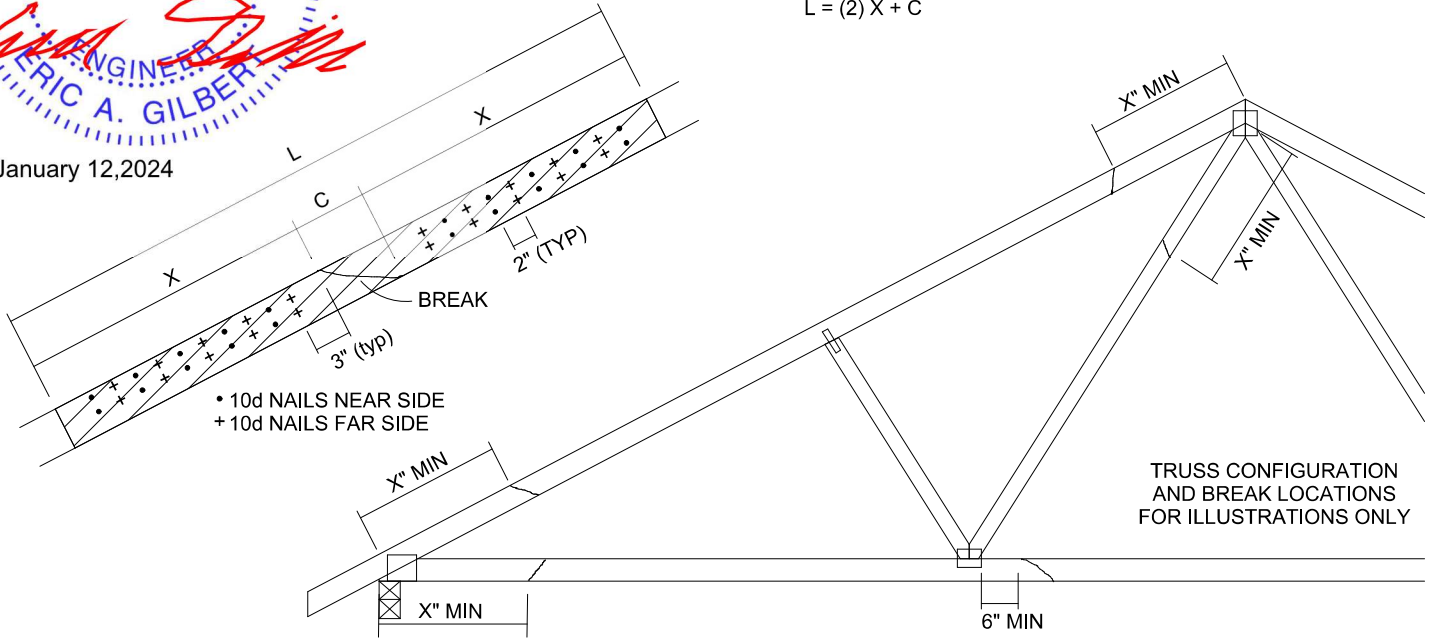 L = (2) X + C
ENGINEER
ERIC A. GILBERT
January 12,2024
L
X
C
X
2" (TYP)
BREAK
3" (typ)
• 10d NAILS NEAR SIDE
+ 10d NAILS FAR SIDE
X" MIN
X" MIN
X" MIN
X" MIN
6" MIN
TRUSS CONFIGURATION
AND BREAK LOCATIONS
FOR ILLUSTRATIONS ONLY